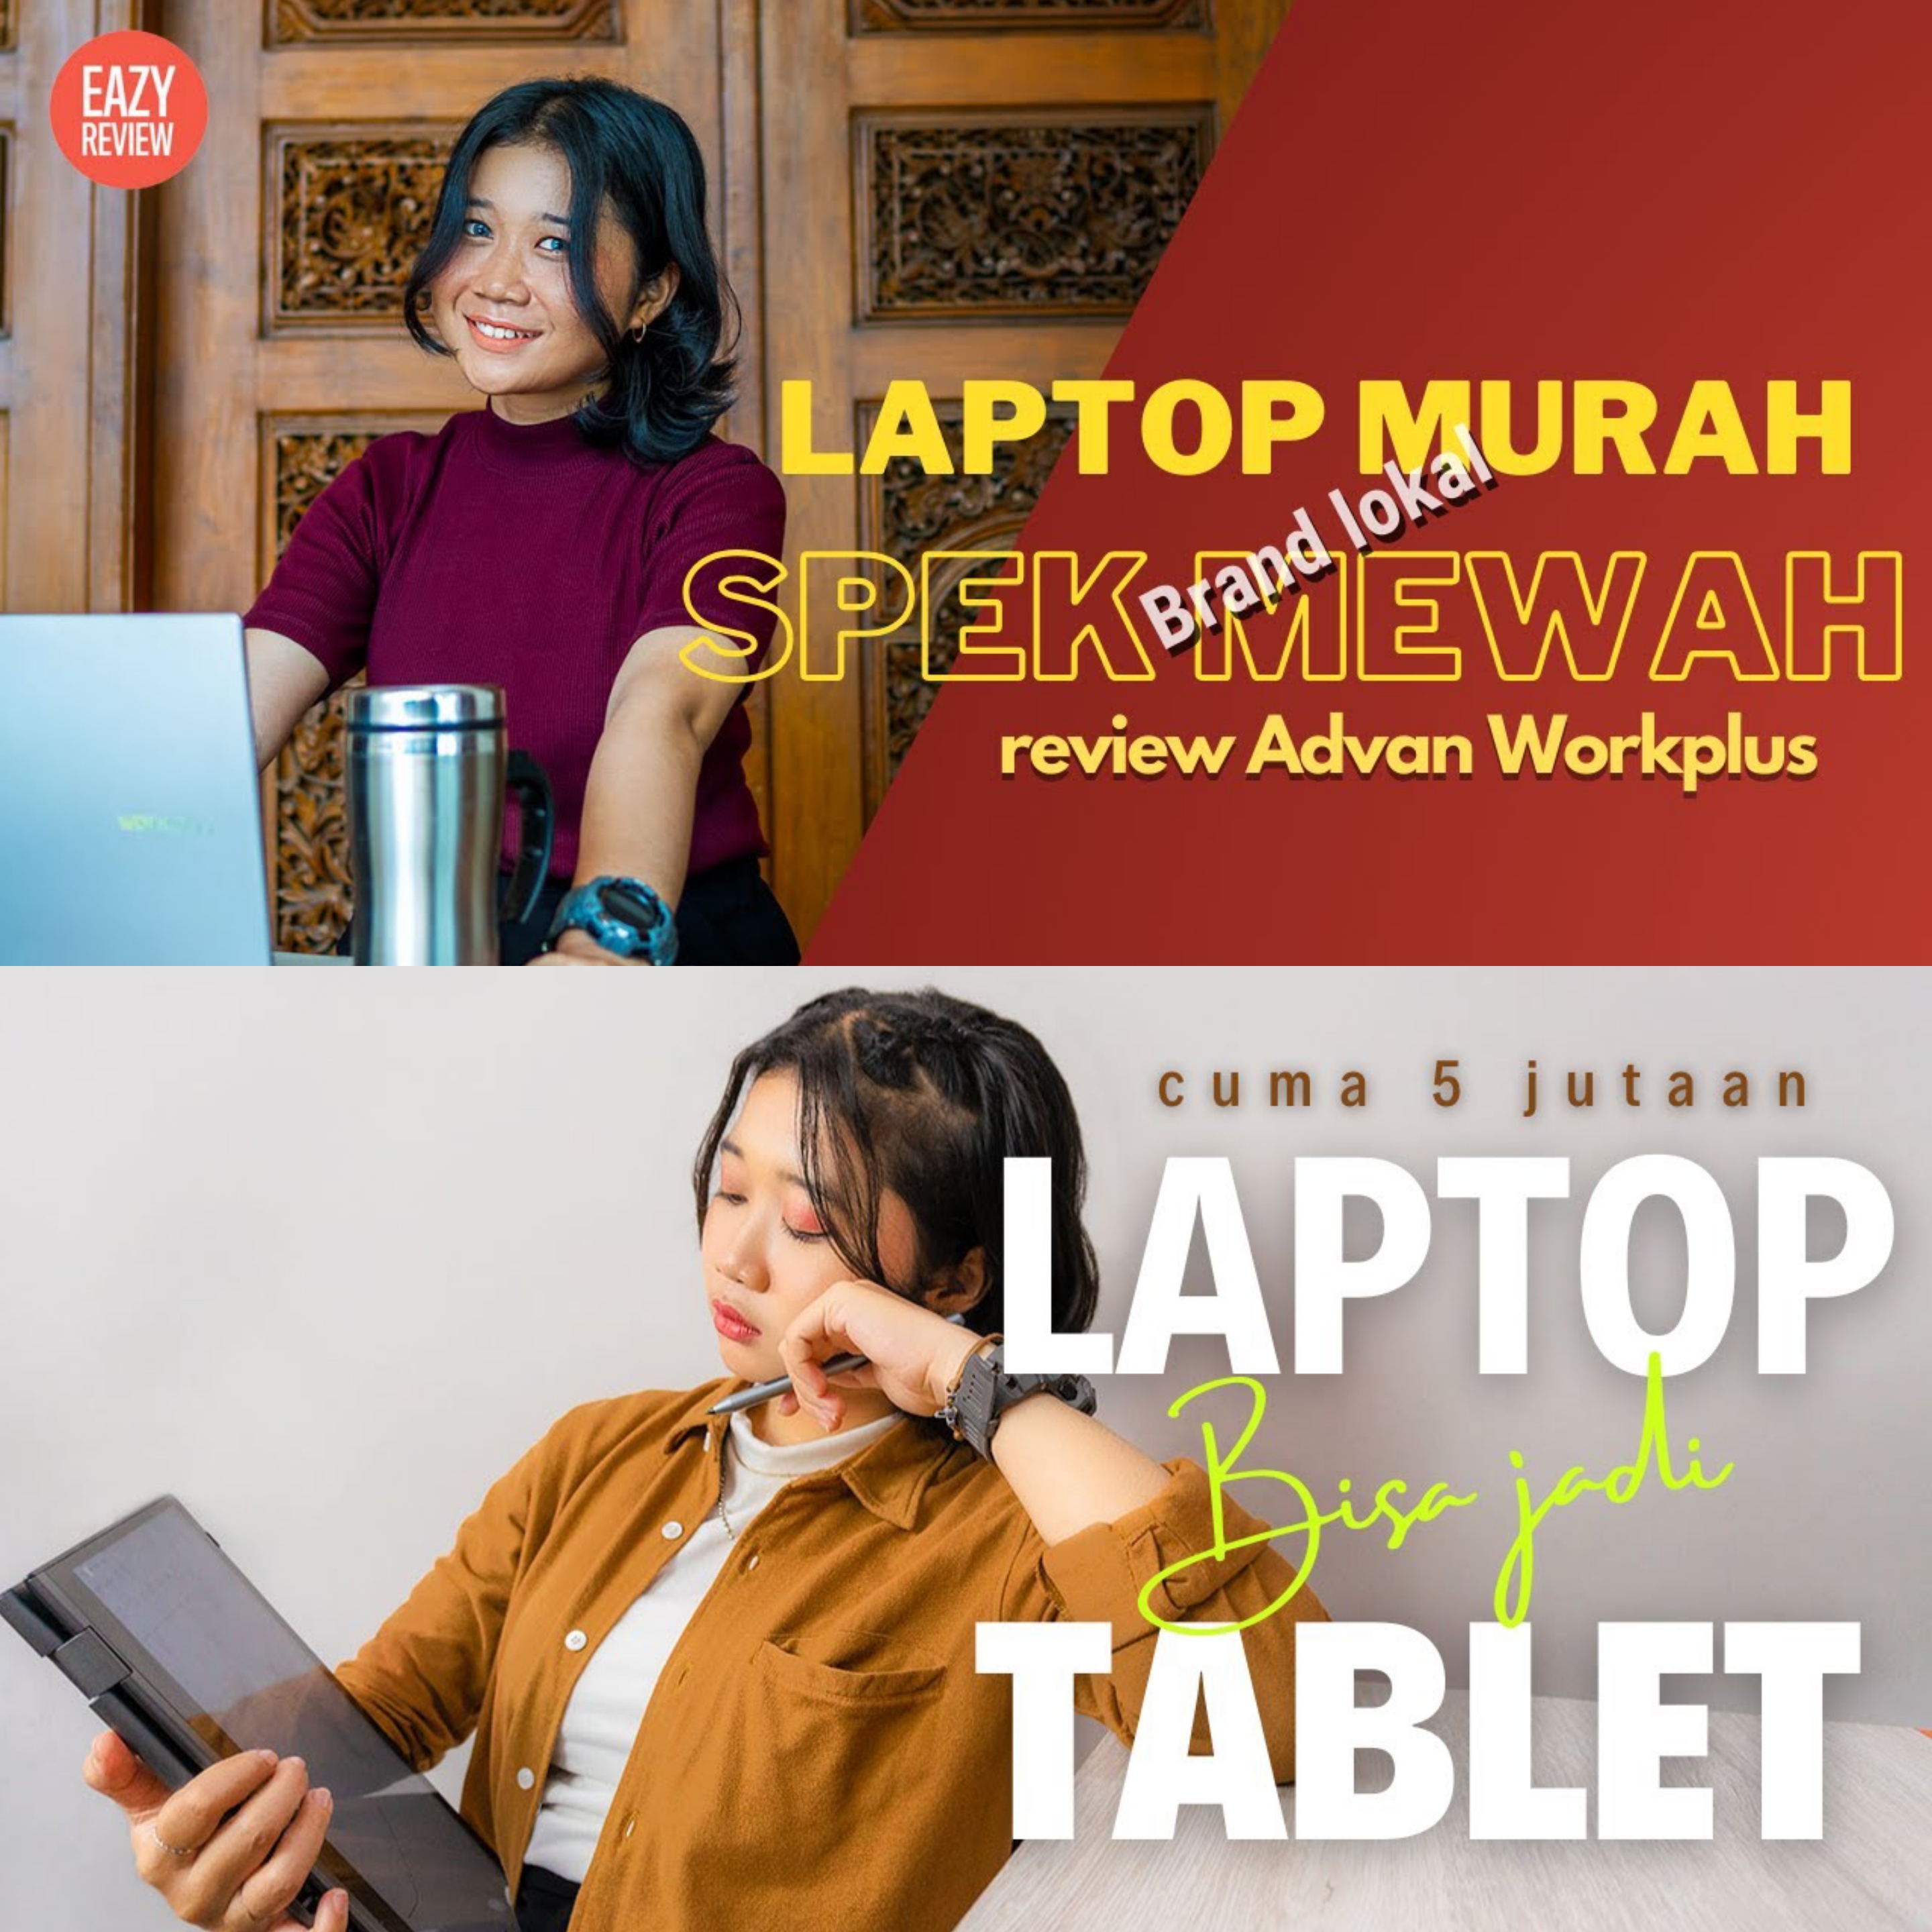 EAZY
REVIEW
LAPTOP MURAH
Brand lokal
SPEK MEWAH
review Advan Workplus
cuma 5 jutaan
LAPTOP
Bisa jadi
TABLET